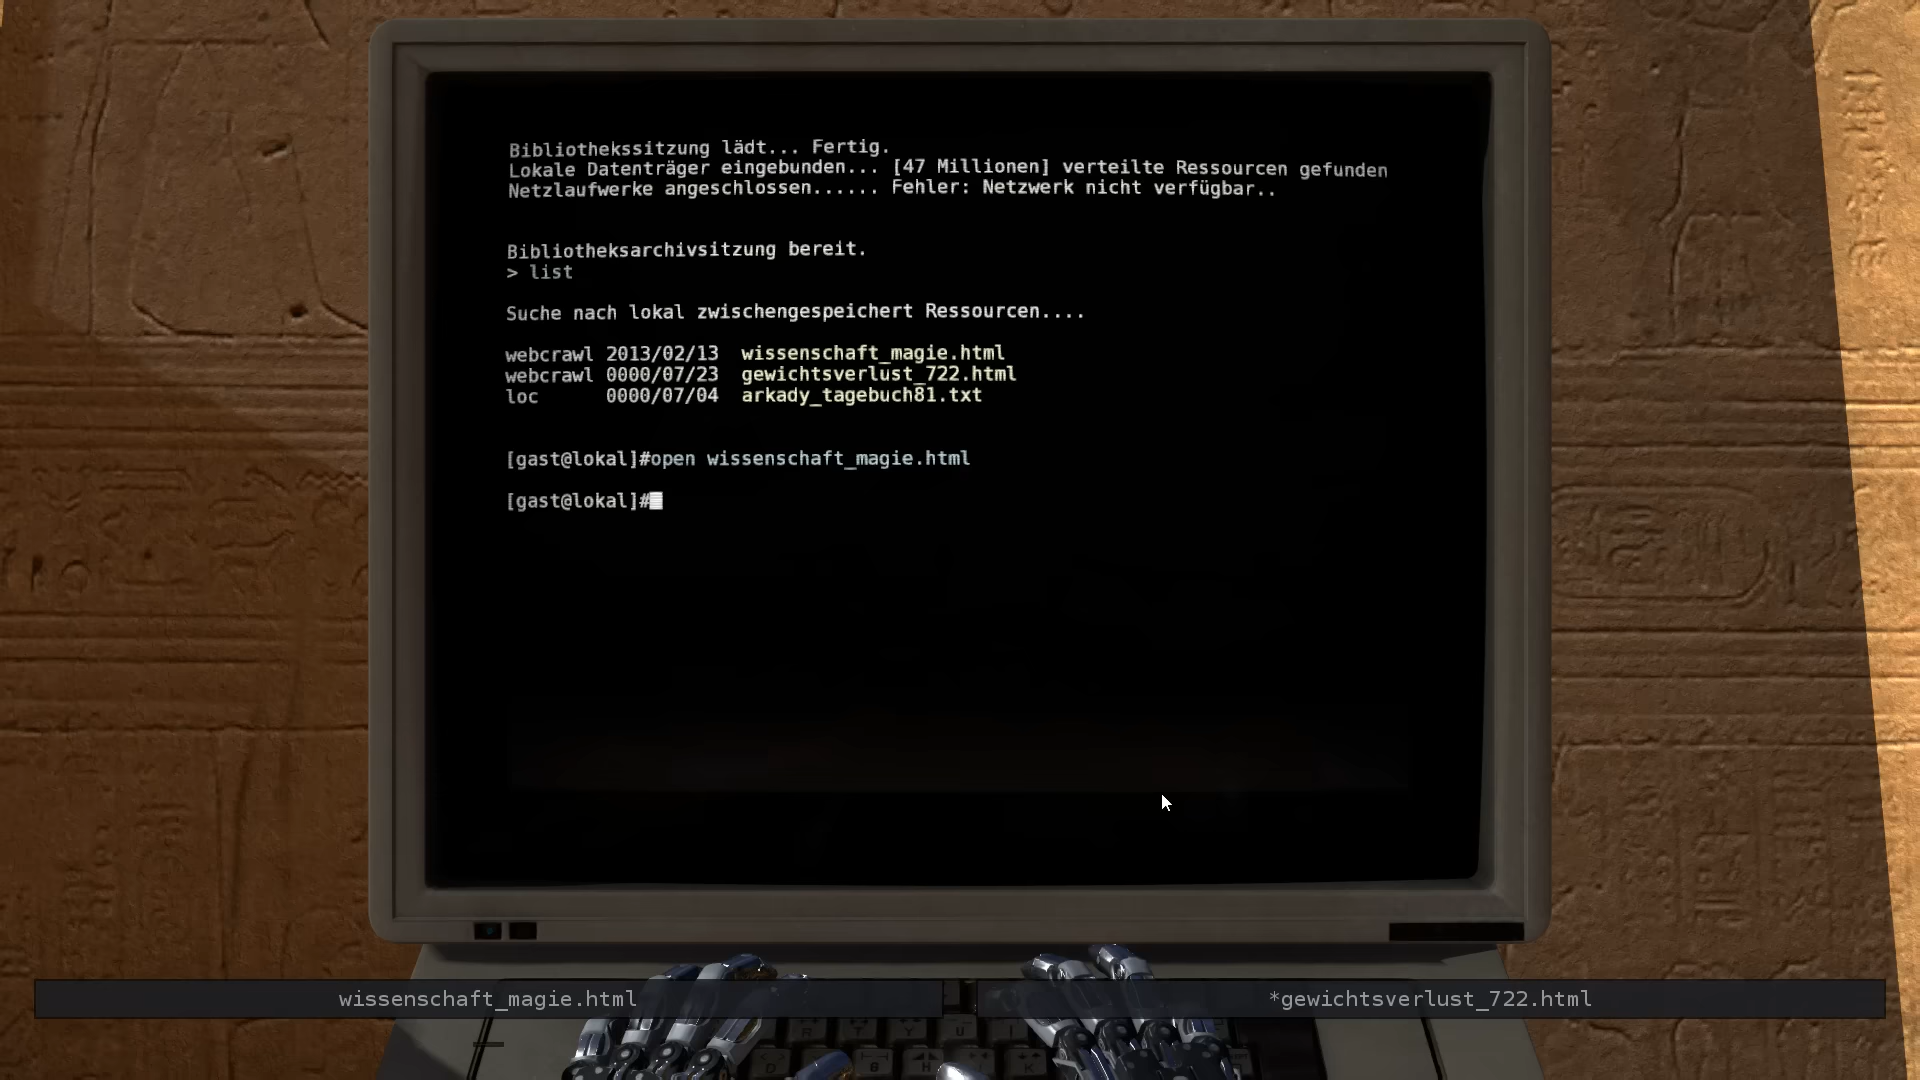 Bibliothekssitzung lädt... Fertig.
Lokale Datenträger eingebunden... [47 Millionen] verteilte Ressourcen gefunden
Netzlaufwerke angeschlossen...... Fehler: Netzwerk nicht verfügbar..
Bibliotheksarchivsitzung bereit.
> list
Suche nach lokal zwischengespeichert Ressourcen....
webcrawl 2013/02/13 wissenschaft_magie.html
webcrawl 0000/07/23 gewichtsverlust_722.html
loc 0000/07/04 arkady_tagebuch81.txt
[gast@lokal]#open wissenschaft_magie.html
[gast@lokal]#
wissenschaft_magie.html *gewichtsverlust_722.html
R T Y U I
D G H K